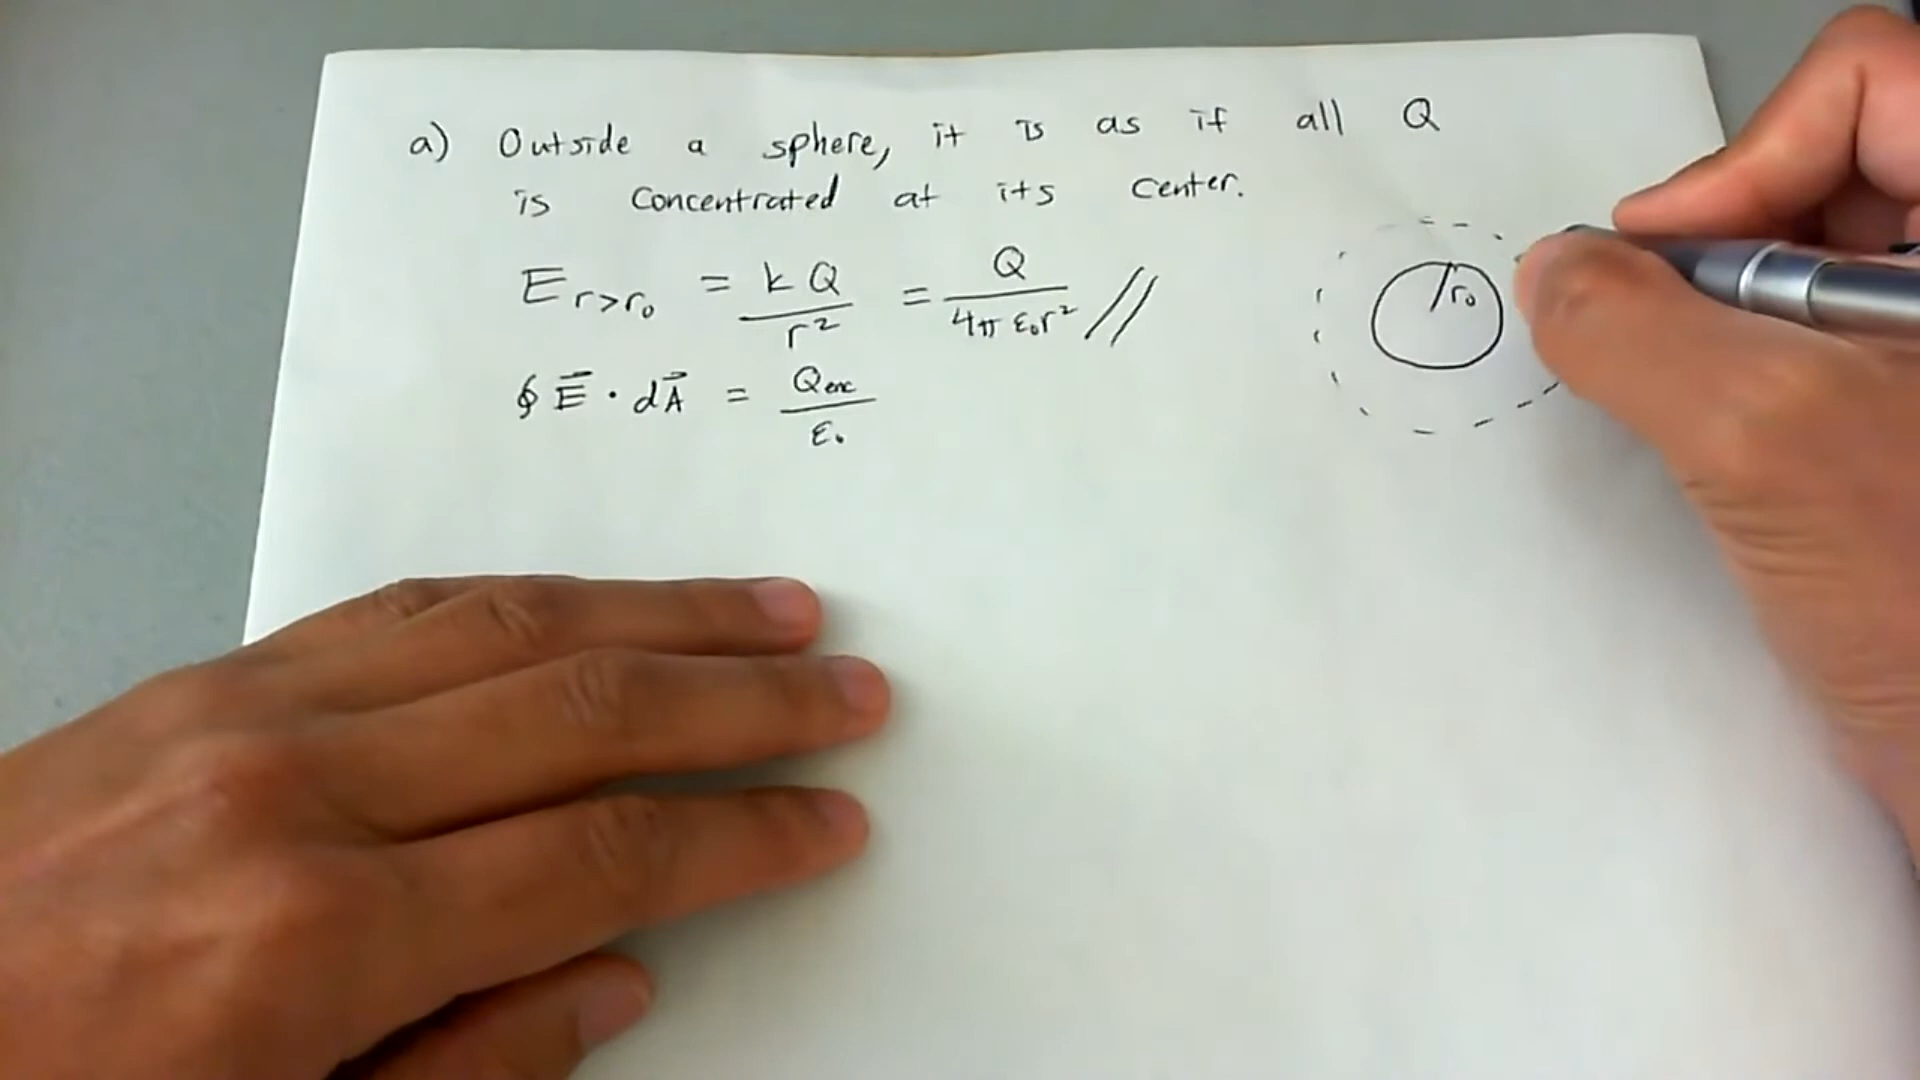 a) Outside a sphere, it is as if all Q
is concentrated at its center.
E r>r₀ = kQ/r² = Q/4π ε₀r² //
r₀
∮ E⃗ · dA⃗ = Qenc/ε₀